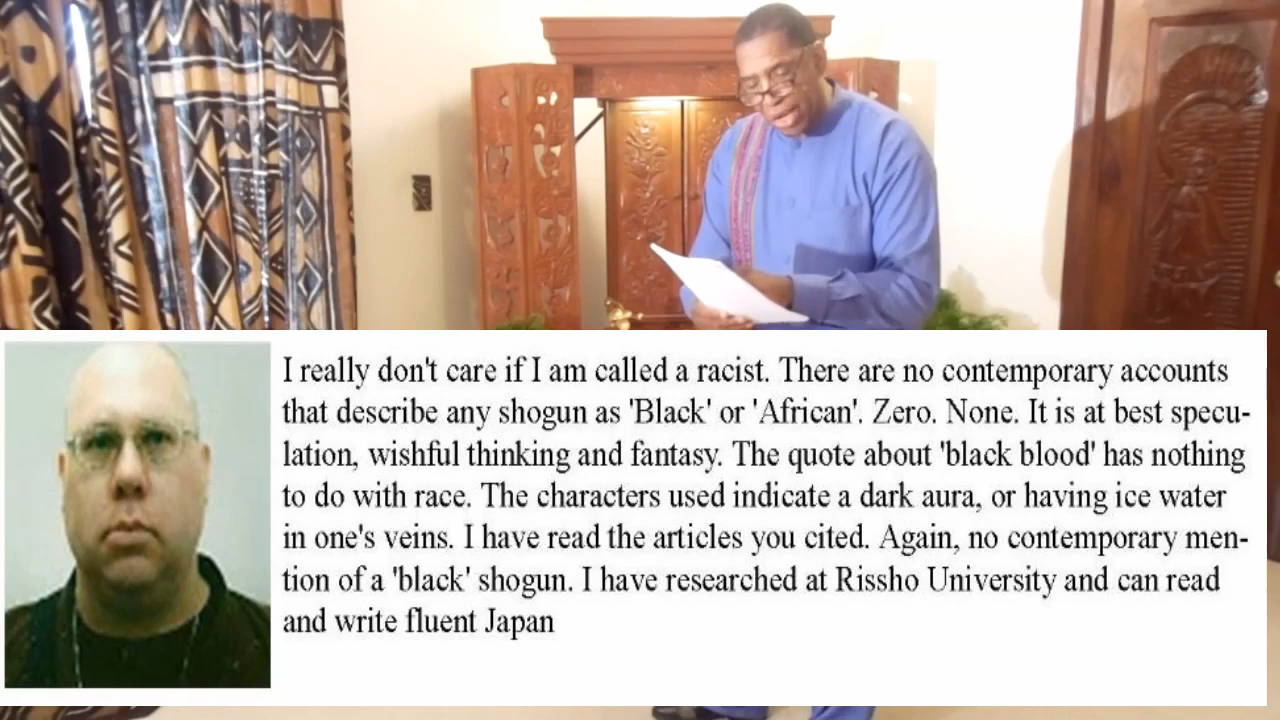 I really don't care if I am called a racist. There are no contemporary accounts
that describe any shogun as 'Black' or 'African'. Zero. None. It is at best specu-
lation, wishful thinking and fantasy. The quote about 'black blood' has nothing
to do with race. The characters used indicate a dark aura, or having ice water
in one's veins. I have read the articles you cited. Again, no contemporary men-
tion of a 'black' shogun. I have researched at Rissho University and can read
and write fluent Japan